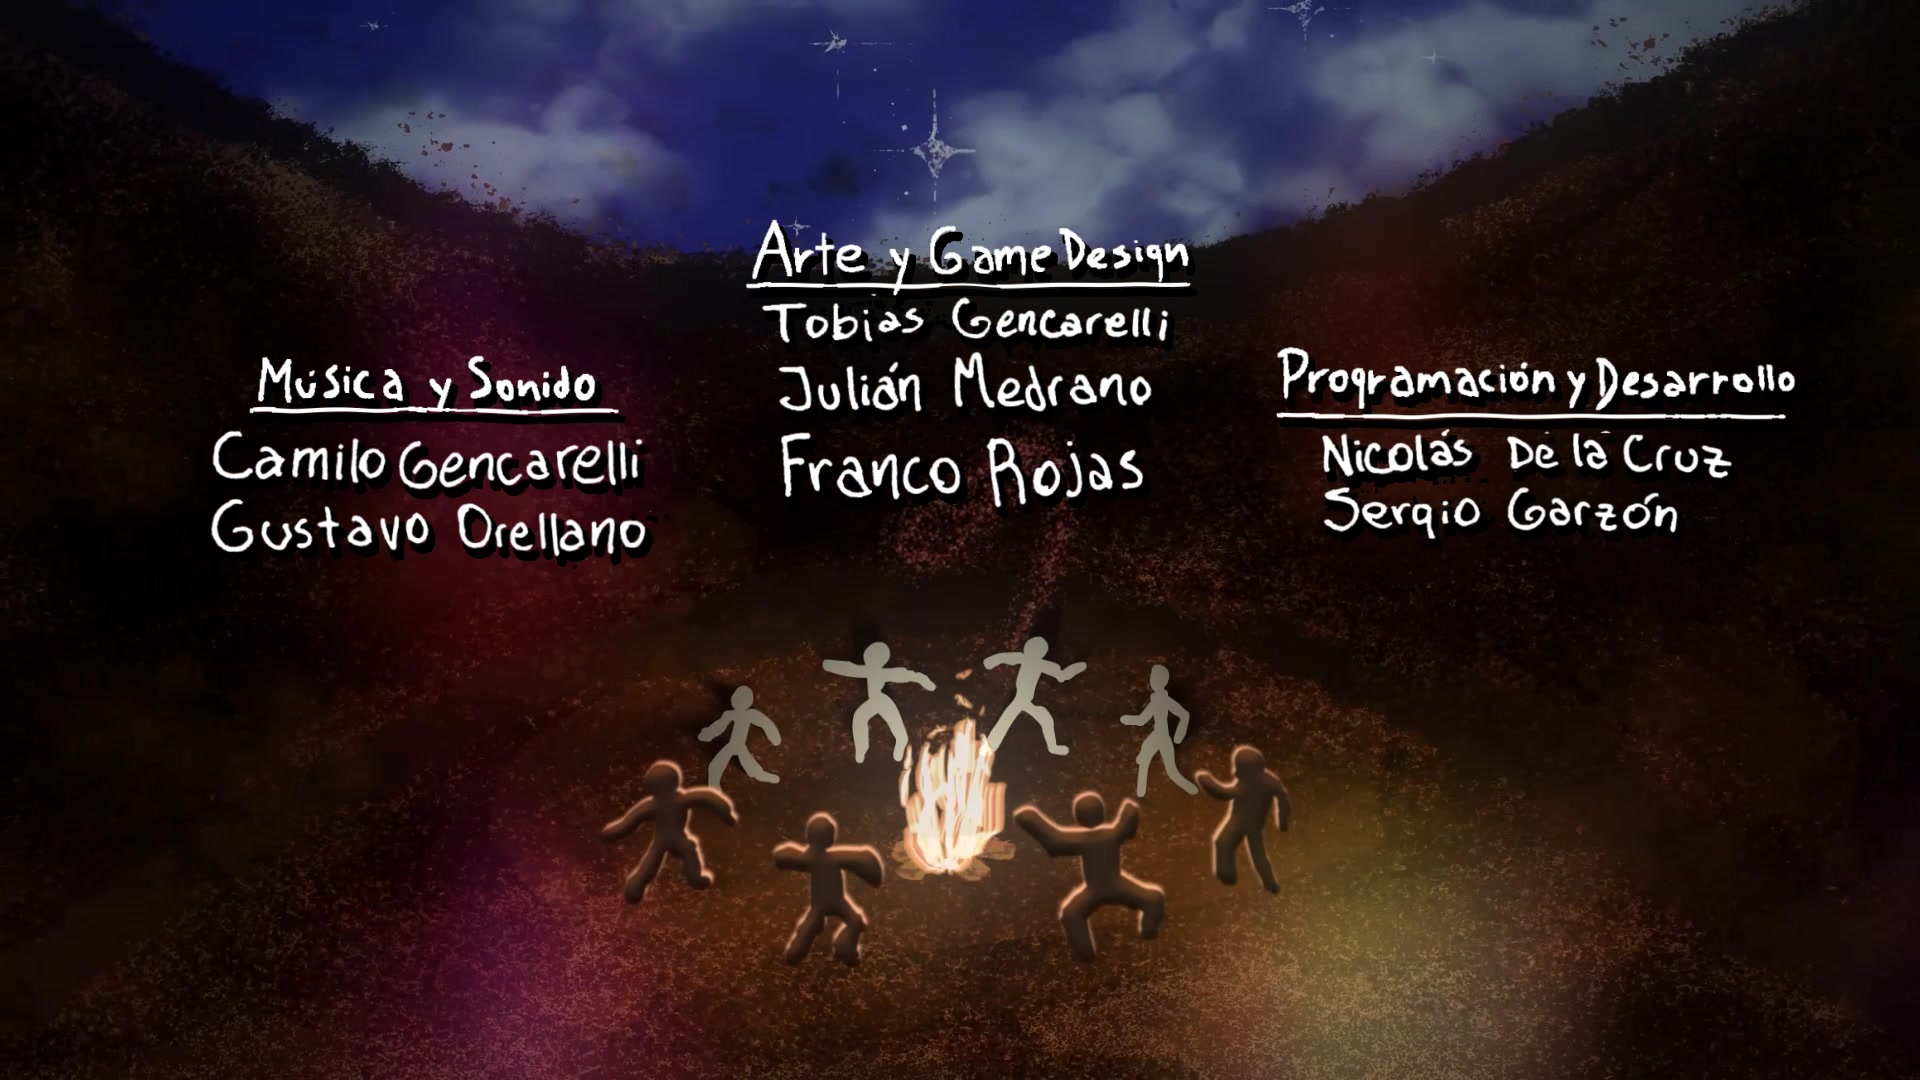 Música y Sonido
Camilo Gencarelli
Gustavo Orellano
Arte y Game Design
Tobias Gencarelli
Julián Medrano
Franco Rojas
Programación y Desarrollo
Nicolás De la Cruz
Sergio Garzón